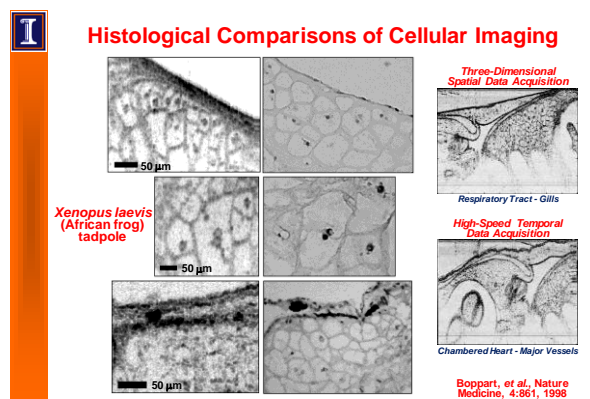 I
Histological Comparisons of Cellular Imaging
Three-Dimensional
Spatial Data Acquisition
50 μm
Respiratory Tract - Gills
Xenopus laevis
(African frog)
tadpole
50 μm
High-Speed Temporal
Data Acquisition
50 μm
Chambered Heart - Major Vessels
Boppart, et al., Nature
Medicine, 4:861, 1998